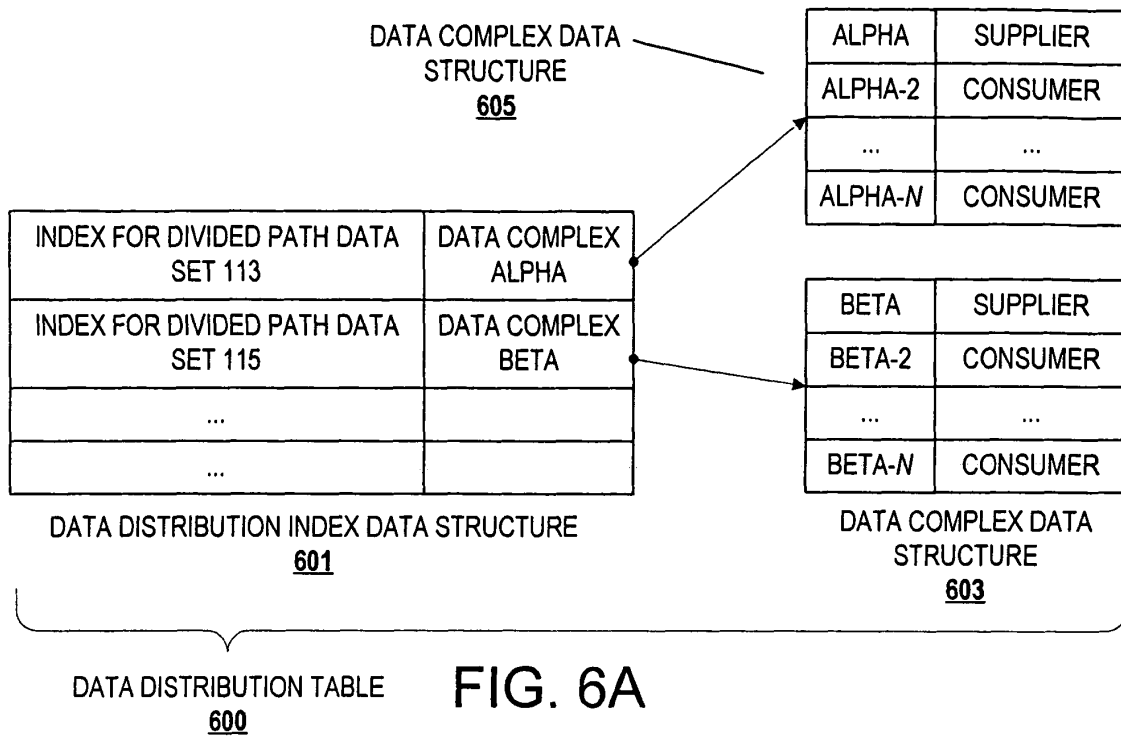 DATA COMPLEX DATA
STRUCTURE
605
ALPHA SUPPLIER
ALPHA-2 CONSUMER
... ...
ALPHA-N CONSUMER
INDEX FOR DIVIDED PATH DATA
SET 113
DATA COMPLEX
ALPHA
INDEX FOR DIVIDED PATH DATA
SET 115
DATA COMPLEX
BETA
...
...
DATA DISTRIBUTION INDEX DATA STRUCTURE
601
BETA SUPPLIER
BETA-2 CONSUMER
... ...
BETA-N CONSUMER
DATA COMPLEX DATA
STRUCTURE
603
DATA DISTRIBUTION TABLE
600
FIG. 6A